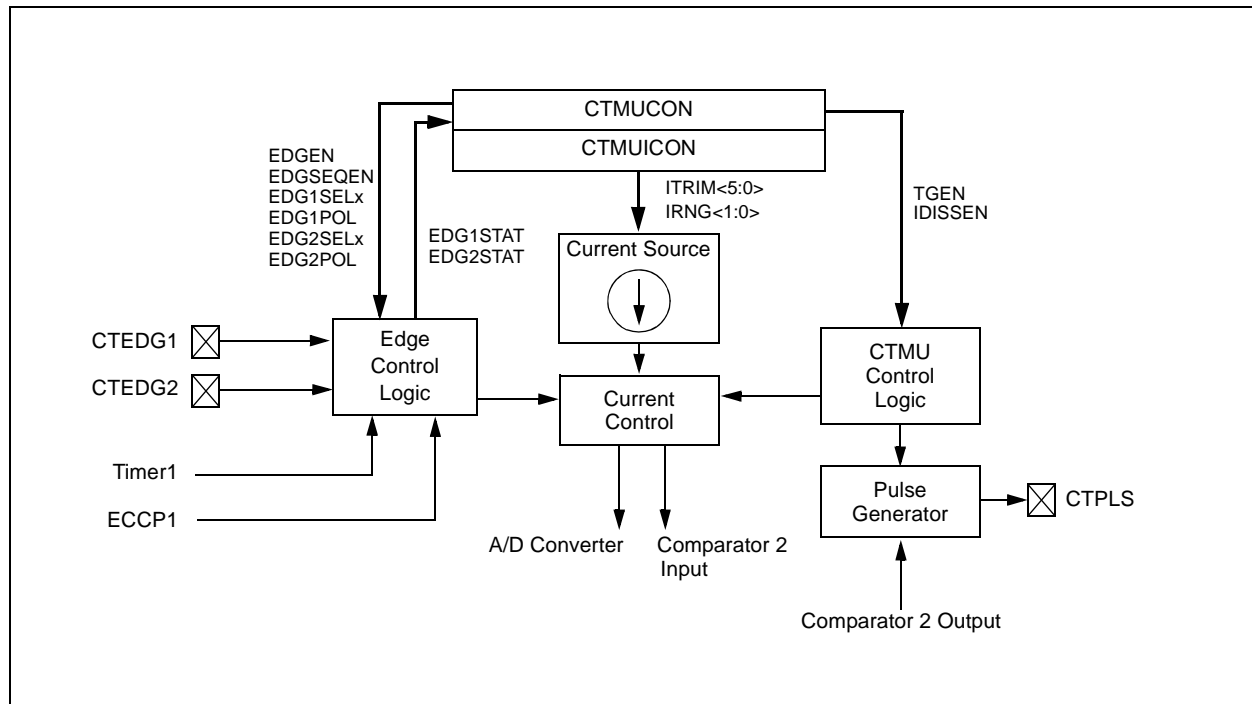 CTMUCON
CTMUICON
EDGEN
EDGSEQEN
EDG1SELx
EDG1POL
EDG2SELx
EDG2POL
EDG1STAT
EDG2STAT
ITRIM<5:0>
IRNG<1:0>
TGEN
IDISSEN
Current Source
CTEDG1
CTEDG2
Edge
Control
Logic
Current
Control
CTMU
Control
Logic
Timer1
ECCP1
Pulse
Generator
CTPLS
A/D Converter
Comparator 2
Input
Comparator 2 Output